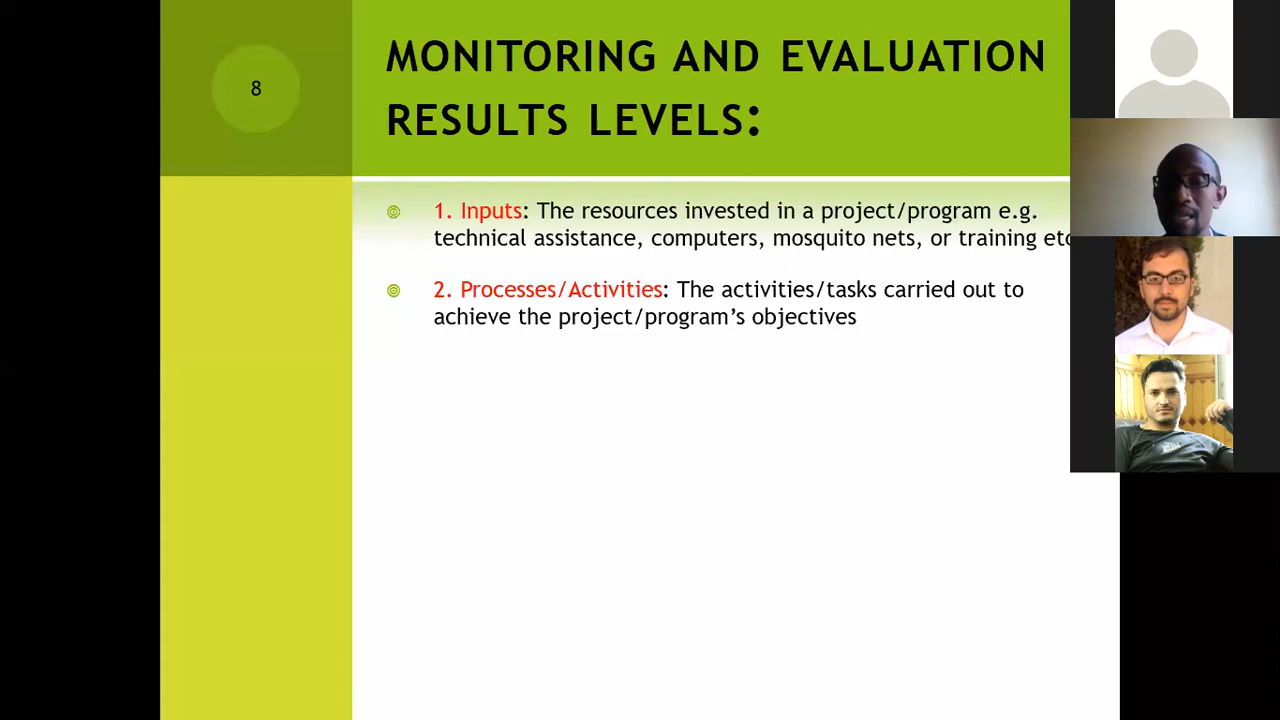 8
MONITORING AND EVALUATION
RESULTS LEVELS:
1. Inputs: The resources invested in a project/program e.g.
technical assistance, computers, mosquito nets, or training etc
2. Processes/Activities: The activities/tasks carried out to
achieve the project/program’s objectives